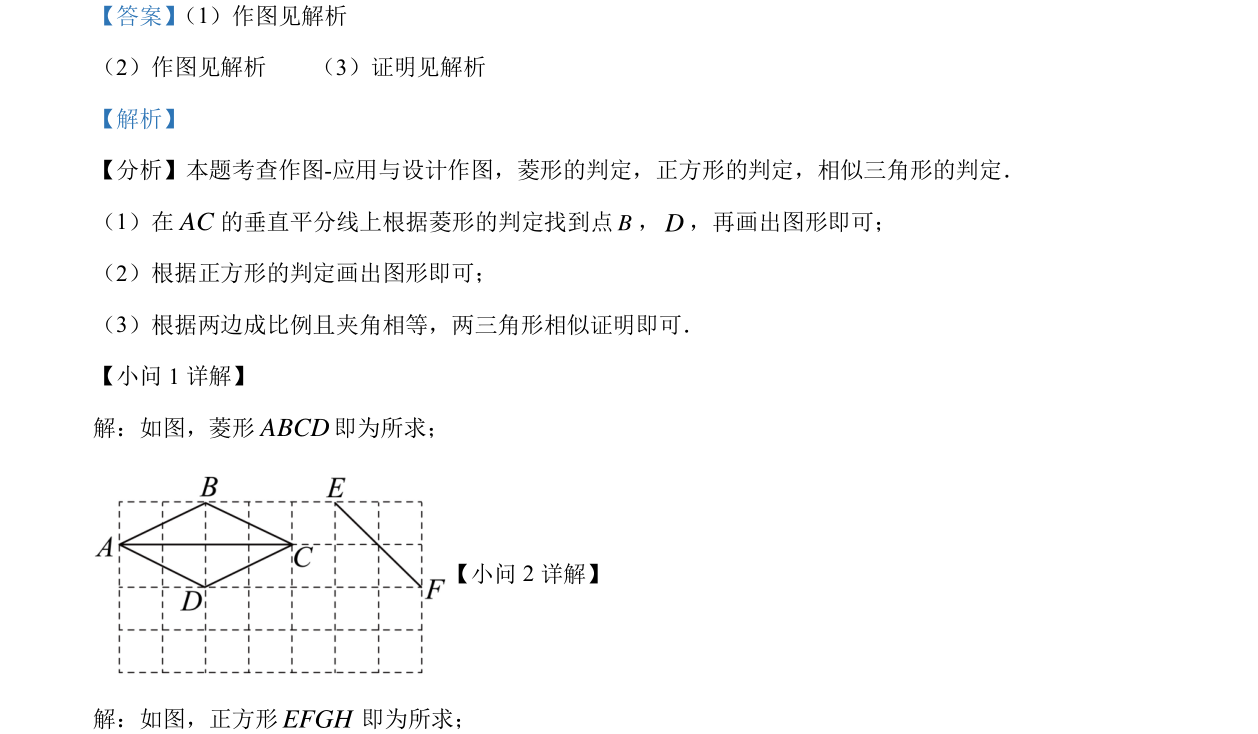 【答案】（1）作图见解析
（2）作图见解析 （3）证明见解析
【解析】
【分析】本题考查作图-应用与设计作图，菱形的判定，正方形的判定，相似三角形的判定．
（1）在 AC 的垂直平分线上根据菱形的判定找到点 B，D，再画出图形即可；
（2）根据正方形的判定画出图形即可；
（3）根据两边成比例且夹角相等，两三角形相似证明即可．
【小问 1 详解】
解：如图，菱形 ABCD 即为所求；
B E
A C
D F 【小问 2 详解】
解：如图，正方形 EFGH 即为所求；